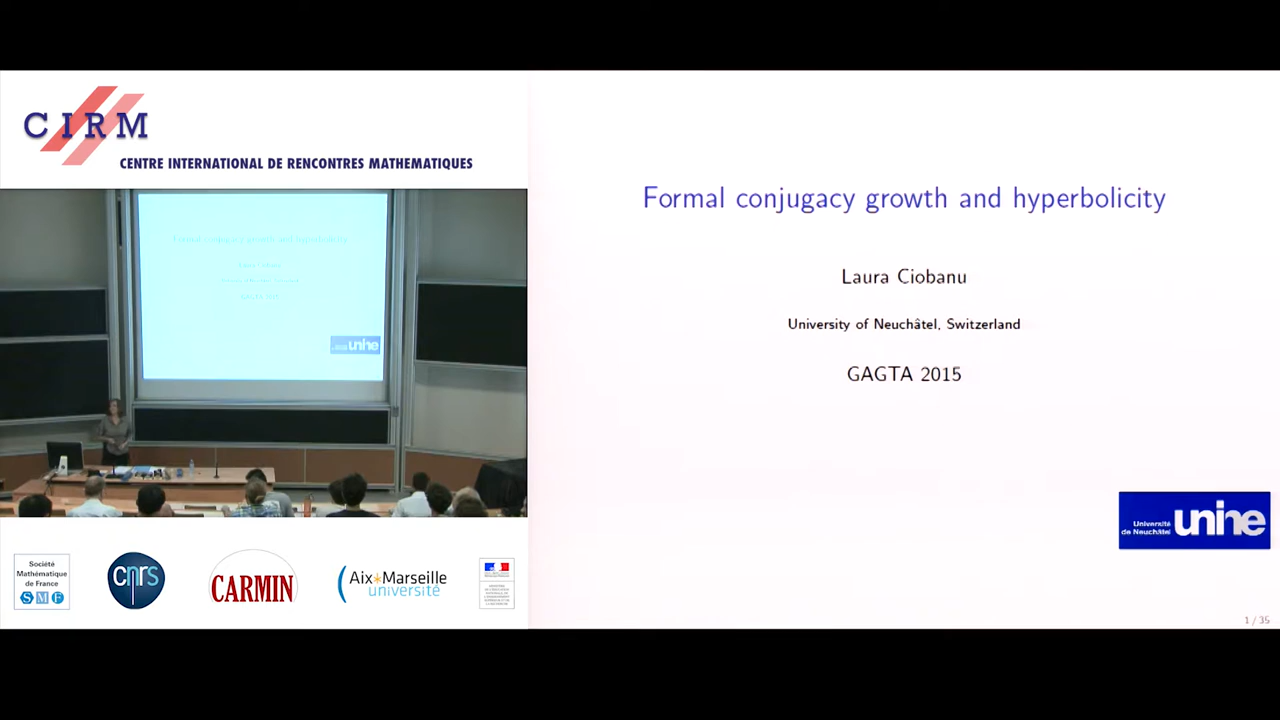 CIRM
CENTRE INTERNATIONAL DE RENCONTRES MATHEMATIQUES
Formal conjugacy growth and hyperbolicity
Laura Ciobanu
University of Neuchâtel, Switzerland
GAGTA 2015
Université
de Neuchâtel
unine
Société
Mathématique
de France
SMF
cnrs
CARMIN
Aix*Marseille
université
1 / 35